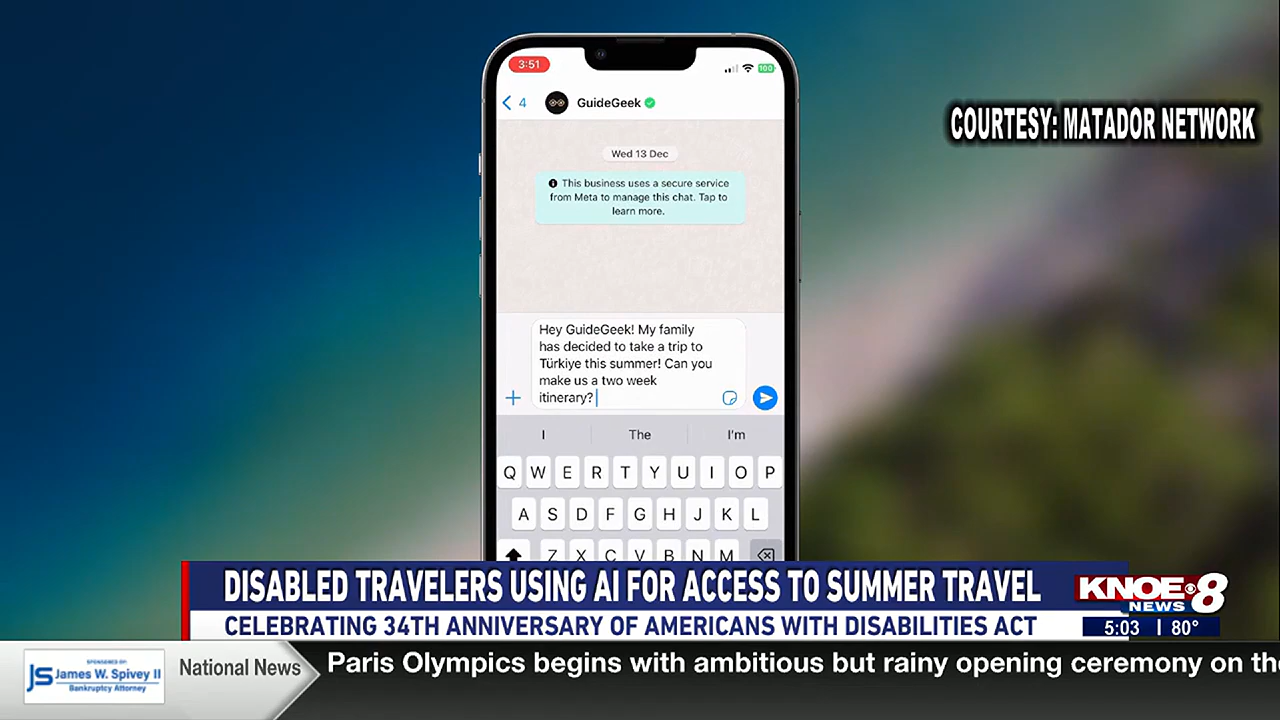 3:51
100
4
GuideGeek
COURTESY: MATADOR NETWORK
Wed 13 Dec
This business uses a secure service
from Meta to manage this chat. Tap to
learn more.
Hey GuideGeek! My family
has decided to take a trip to
Türkiye this summer! Can you
make us a two week
itinerary?
I The I'm
Q W E R T Y U I O P
A S D F G H J K L
Z X C V B N M
DISABLED TRAVELERS USING AI FOR ACCESS TO SUMMER TRAVEL
CELEBRATING 34TH ANNIVERSARY OF AMERICANS WITH DISABILITIES ACT
KNOE 8
NEWS
5:03 | 80°
SPONSORED BY:
JS James W. Spivey II
Bankruptcy Attorney
National News
Paris Olympics begins with ambitious but rainy opening ceremony on the